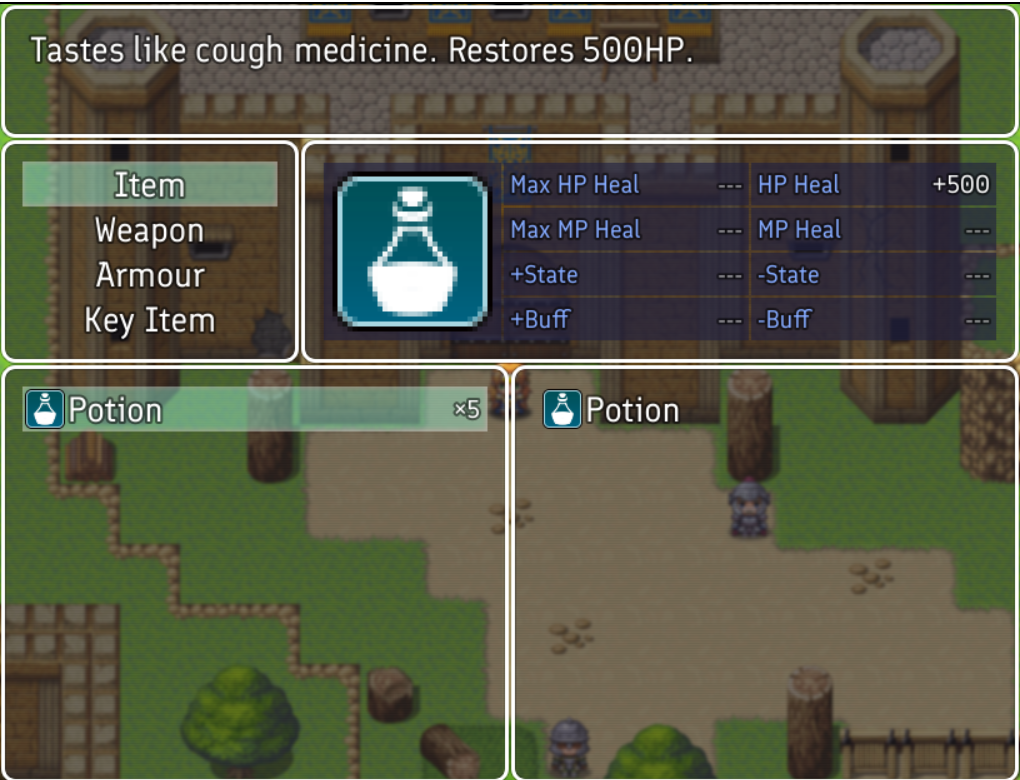 Tastes like cough medicine. Restores 500HP.
Item
Weapon
Armour
Key Item
Max HP Heal --- HP Heal +500
Max MP Heal --- MP Heal ---
+State --- -State ---
+Buff --- -Buff ---
Potion ×5
Potion